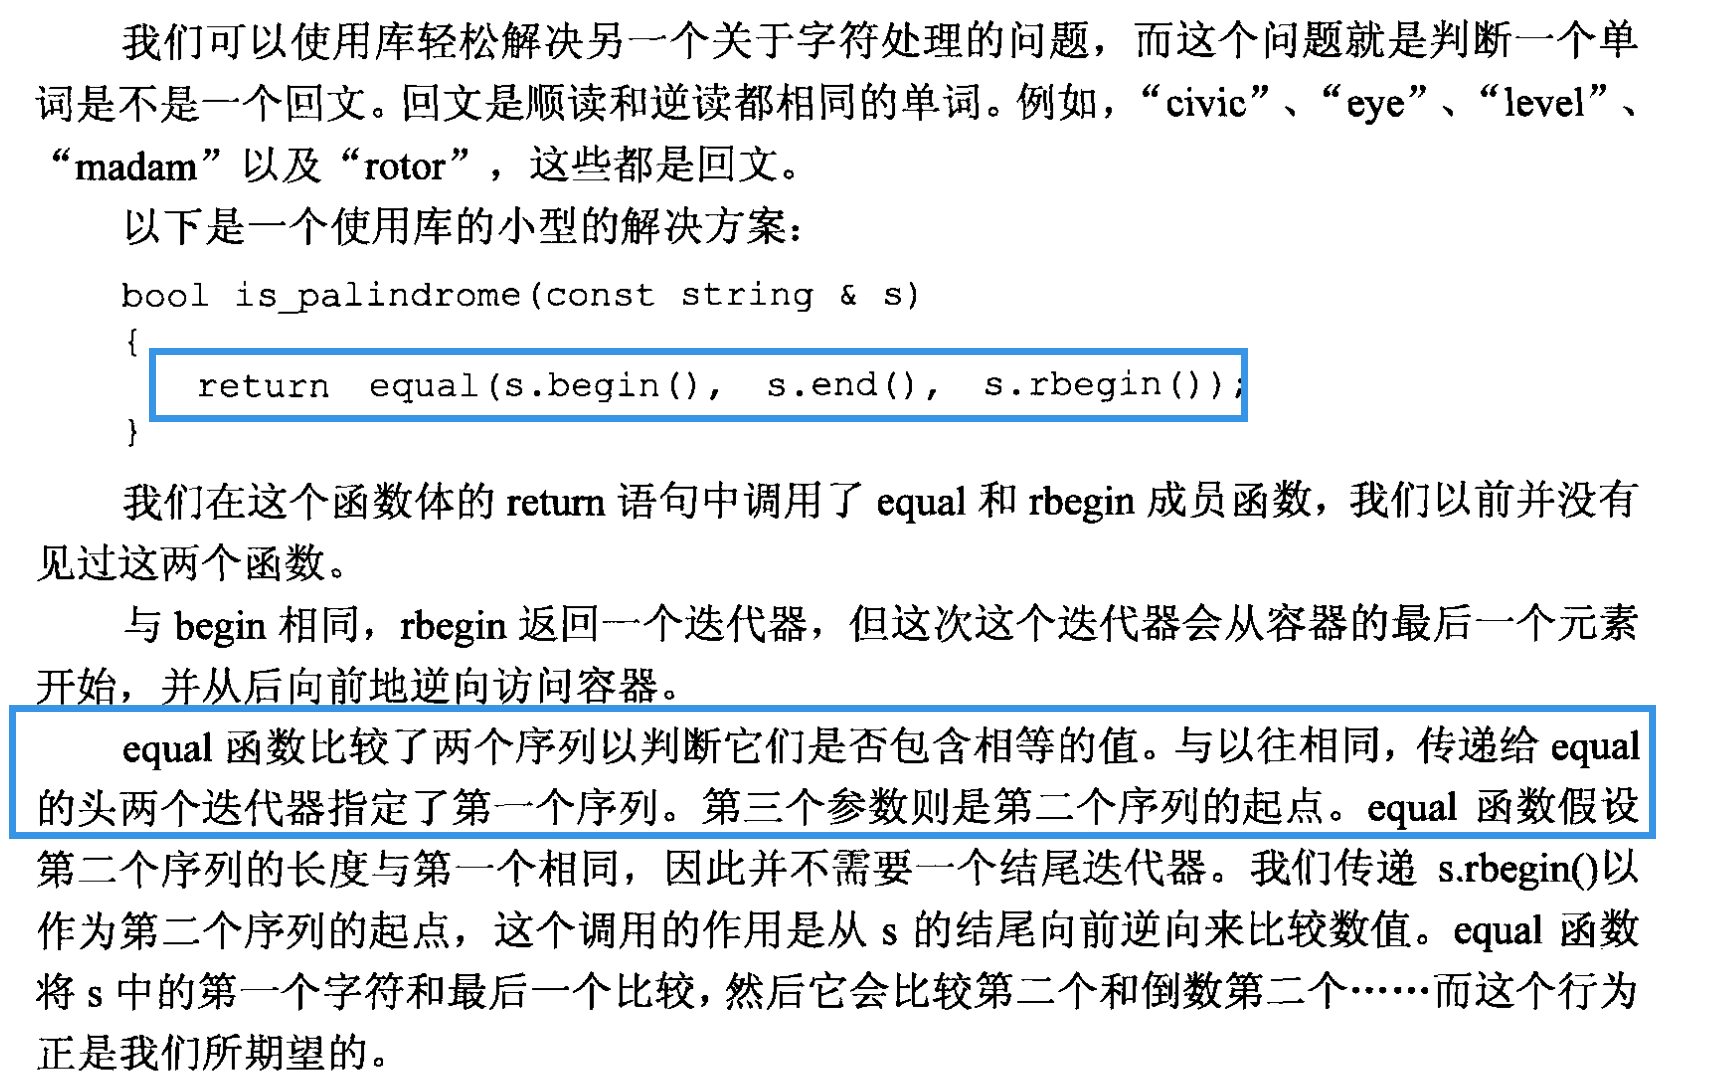 我们可以使用库轻松解决另一个关于字符处理的问题，而这个问题就是判断一个单
词是不是一个回文。回文是顺读和逆读都相同的单词。例如，“civic”、“eye”、“level”、
“madam”以及“rotor”，这些都是回文。
以下是一个使用库的小型的解决方案：
bool is_palindrome(const string & s)
{
return equal(s.begin(), s.end(), s.rbegin());
}
我们在这个函数体的 return 语句中调用了 equal 和 rbegin 成员函数，我们以前并没有
见过这两个函数。
与 begin 相同，rbegin 返回一个迭代器，但这次这个迭代器会从容器的最后一个元素
开始，并从后向前地逆向访问容器。
equal 函数比较了两个序列以判断它们是否包含相等的值。与以往相同，传递给 equal
的头两个迭代器指定了第一个序列。第三个参数则是第二个序列的起点。equal 函数假设
第二个序列的长度与第一个相同，因此并不需要一个结尾迭代器。我们传递 s.rbegin()以
作为第二个序列的起点，这个调用的作用是从 s 的结尾向前逆向来比较数值。equal 函数
将 s 中的第一个字符和最后一个比较，然后它会比较第二个和倒数第二个……而这个行为
正是我们所期望的。